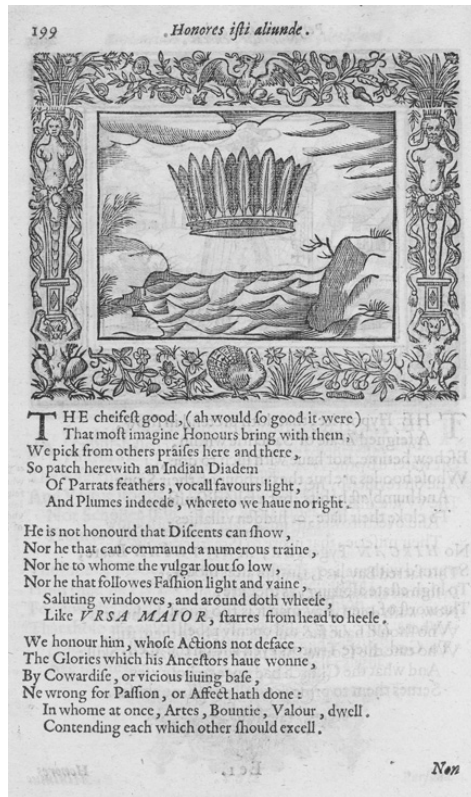 199
Honores iſti aliunde.
THE cheifeſt good, (ah would ſo good it were)
That moſt imagine Honours bring with them,
We pick from others praiſes here and there,
So patch herewith an Indian Diadem
Of Parrats feathers, vocall favours light,
And Plumes indeede, whereto we haue no right.
He is not honourd that Diſcents can ſhow,
Nor he that can commaund a numerous traine,
Nor he to whome the vulgar lout ſo low,
Nor he that followes Faſhion light and vaine,
Saluting windowes, and around doth wheele,
Like VRSA MAIOR, ſtarres from head to heele.
We honour him, whoſe Actions not deface
The Glories which his Anceſtors haue wonne,
By Cowardiſe, or vicious liuing baſe,
Ne wrong for Paſſion, or Affect hath done:
In whome at once, Artes, Bountie, Valour, dwell.
Contending each which other ſhould excell.
Non